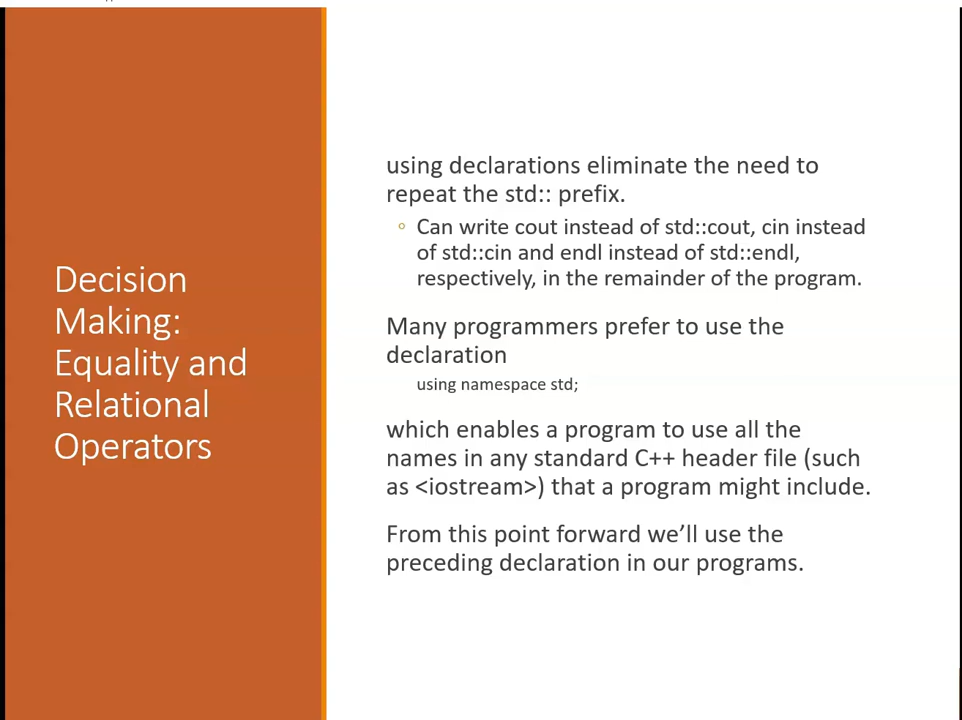 Decision
Making:
Equality and
Relational
Operators
using declarations eliminate the need to
repeat the std:: prefix.
◦ Can write cout instead of std::cout, cin instead
of std::cin and endl instead of std::endl,
respectively, in the remainder of the program.
Many programmers prefer to use the
declaration
using namespace std;
which enables a program to use all the
names in any standard C++ header file (such
as <iostream>) that a program might include.
From this point forward we’ll use the
preceding declaration in our programs.